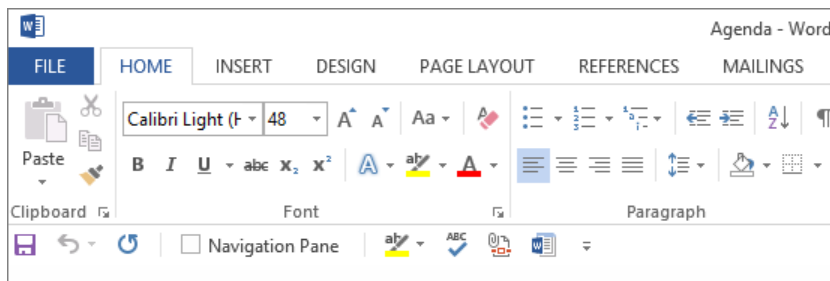 Agenda - Word
FILE HOME INSERT DESIGN PAGE LAYOUT REFERENCES MAILINGS
Calibri Light (H 48 Aa
Paste B I U abc X₂ X²
Clipboard Font Paragraph
Navigation Pane ab ABC